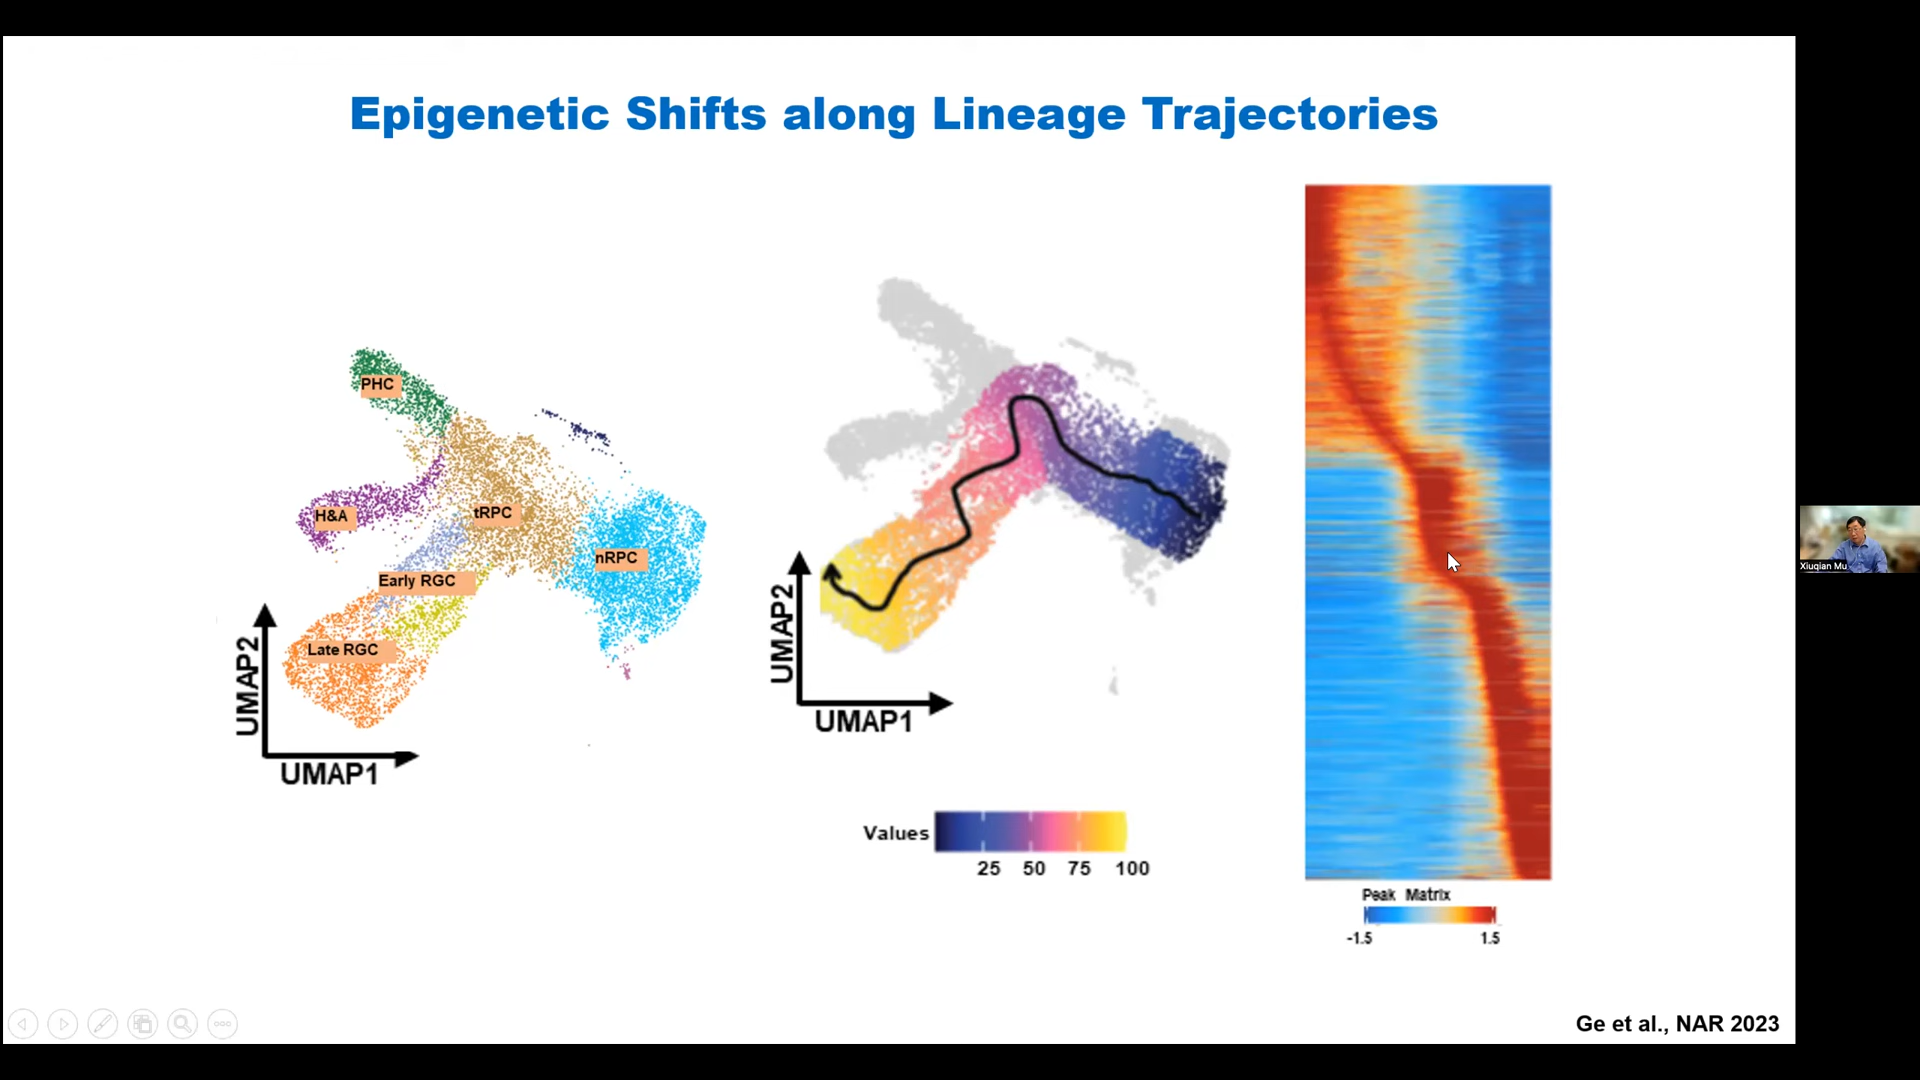 Epigenetic Shifts along Lineage Trajectories
PHC
H&A
tRPC
nRPC
Early RGC
Late RGC
UMAP2
UMAP1
UMAP2
UMAP1
Values
25 50 75 100
Peak Matrix
-1.5 1.5
Xiuqian Mu
Ge et al., NAR 2023